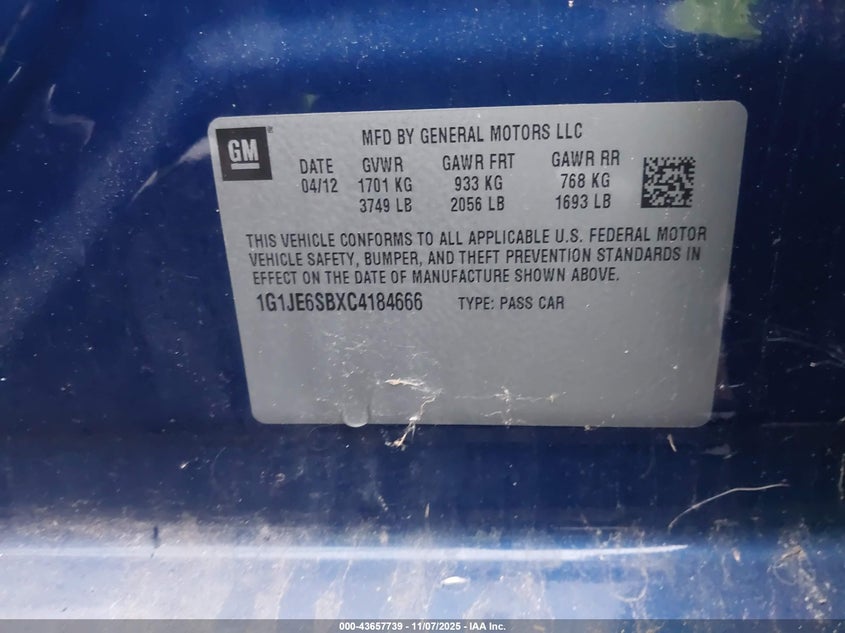 GM
MFD BY GENERAL MOTORS LLC
DATE GVWR GAWR FRT GAWR RR
04/12 1701 KG 933 KG 768 KG
3749 LB 2056 LB 1693 LB
THIS VEHICLE CONFORMS TO ALL APPLICABLE U.S. FEDERAL MOTOR
VEHICLE SAFETY, BUMPER, AND THEFT PREVENTION STANDARDS IN
EFFECT ON THE DATE OF MANUFACTURE SHOWN ABOVE.
1G1JE6SBXC4184666 TYPE: PASS CAR
000-43657739 - 11/07/2025 - IAA Inc.